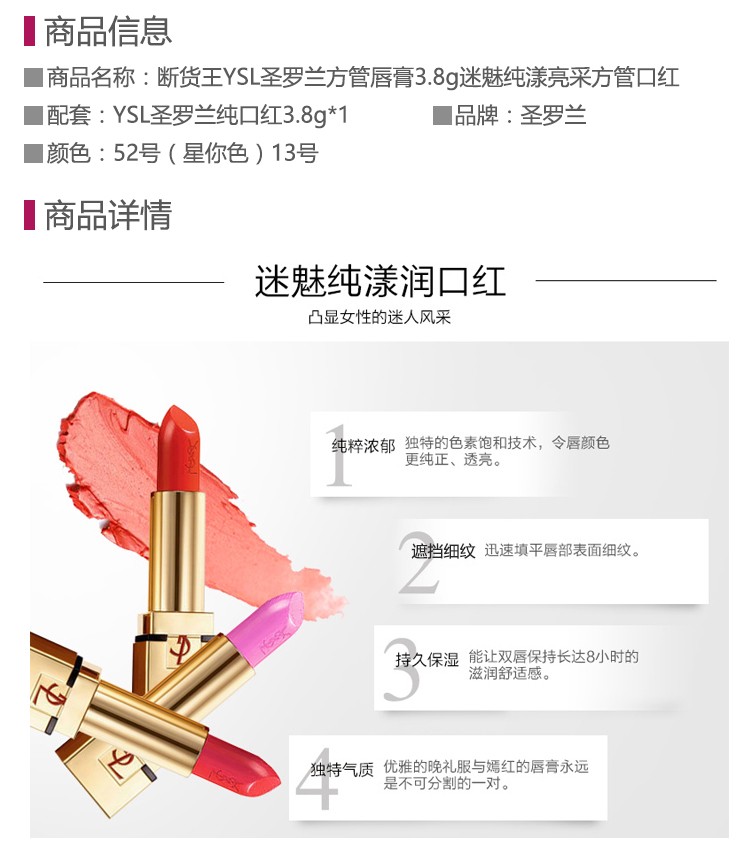 商品信息
商品名称：断货王YSL圣罗兰方管唇膏3.8g迷魅纯漾亮采方管口红
配套：YSL圣罗兰纯口红3.8g*1
品牌：圣罗兰
颜色：52号（星你色）13号
商品详情
迷魅纯漾润口红
凸显女性的迷人风采
1
纯粹浓郁
独特的色素饱和技术，令唇颜色
更纯正、透亮。
2
遮挡细纹
迅速填平唇部表面细纹。
3
持久保湿
能让双唇保持长达8小时的
滋润舒适感。
4
独特气质
优雅的晚礼服与嫣红的唇膏永远
是不可分割的一对。